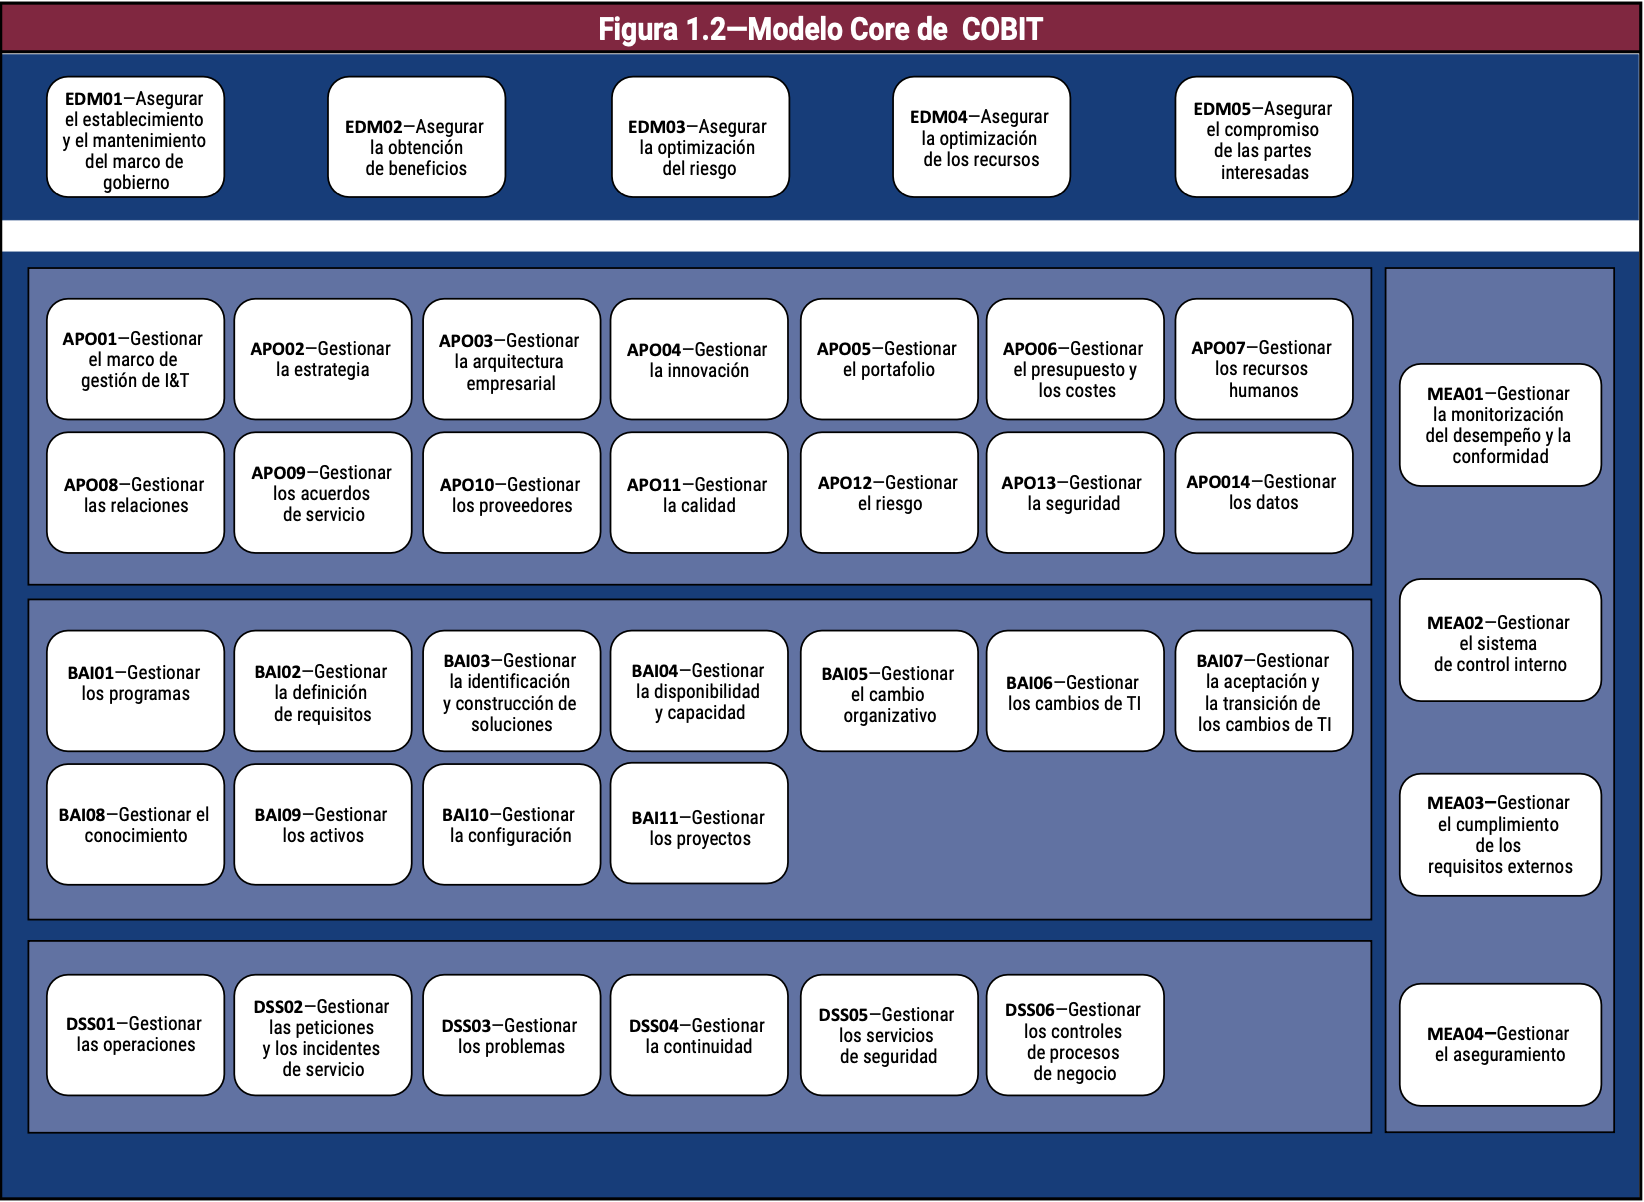 Figura 1.2—Modelo Core de COBIT
EDM01—Asegurar
el establecimiento
y el mantenimiento
del marco de
gobierno
EDM02—Asegurar
la obtención
de beneficios
EDM03—Asegurar
la optimización
del riesgo
EDM04—Asegurar
la optimización
de los recursos
EDM05—Asegurar
el compromiso
de las partes
interesadas
APO01—Gestionar
el marco de
gestión de I&T
APO02—Gestionar
la estrategia
APO03—Gestionar
la arquitectura
empresarial
APO04—Gestionar
la innovación
APO05—Gestionar
el portafolio
APO06—Gestionar
el presupuesto y
los costes
APO07—Gestionar
los recursos
humanos
APO08—Gestionar
las relaciones
APO09—Gestionar
los acuerdos
de servicio
APO10—Gestionar
los proveedores
APO11—Gestionar
la calidad
APO12—Gestionar
el riesgo
APO13—Gestionar
la seguridad
APO014—Gestionar
los datos
BAI01—Gestionar
los programas
BAI02—Gestionar
la definición
de requisitos
BAI03—Gestionar
la identificación
y construcción de
soluciones
BAI04—Gestionar
la disponibilidad
y capacidad
BAI05—Gestionar
el cambio
organizativo
BAI06—Gestionar
los cambios de TI
BAI07—Gestionar
la aceptación y
la transición de
los cambios de TI
BAI08—Gestionar el
conocimiento
BAI09—Gestionar
los activos
BAI10—Gestionar
la configuración
BAI11—Gestionar
los proyectos
DSS01—Gestionar
las operaciones
DSS02—Gestionar
las peticiones
y los incidentes
de servicio
DSS03—Gestionar
los problemas
DSS04—Gestionar
la continuidad
DSS05—Gestionar
los servicios
de seguridad
DSS06—Gestionar
los controles
de procesos
de negocio
MEA01—Gestionar
la monitorización
del desempeño y la
conformidad
MEA02—Gestionar
el sistema
de control interno
MEA03—Gestionar
el cumplimiento
de los
requisitos externos
MEA04—Gestionar
el aseguramiento